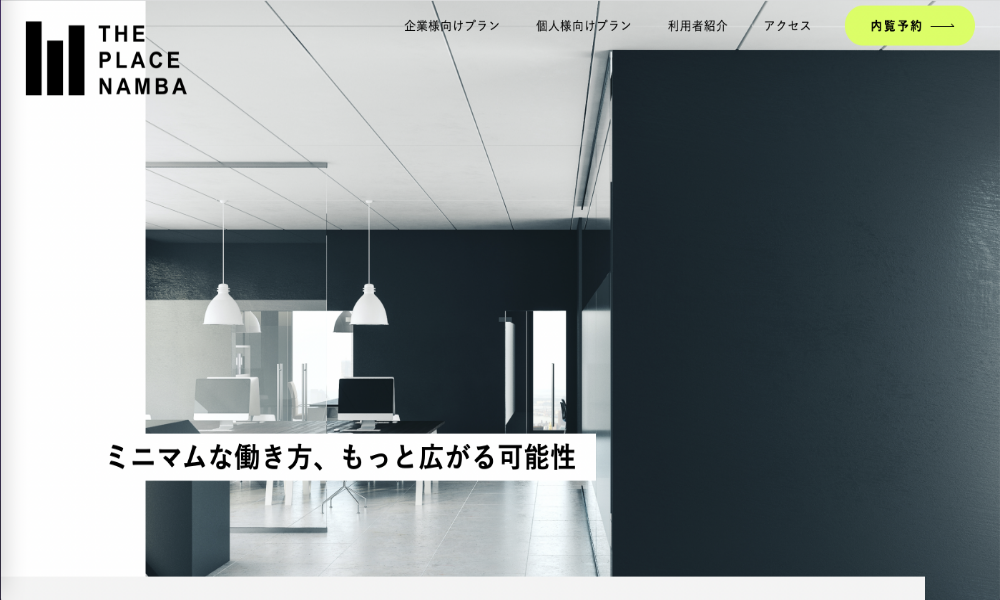 THE
PLACE
NAMBA
企業様向けプラン
個人様向けプラン
利用者紹介
アクセス
内覧予約
ミニマムな働き方、もっと広がる可能性